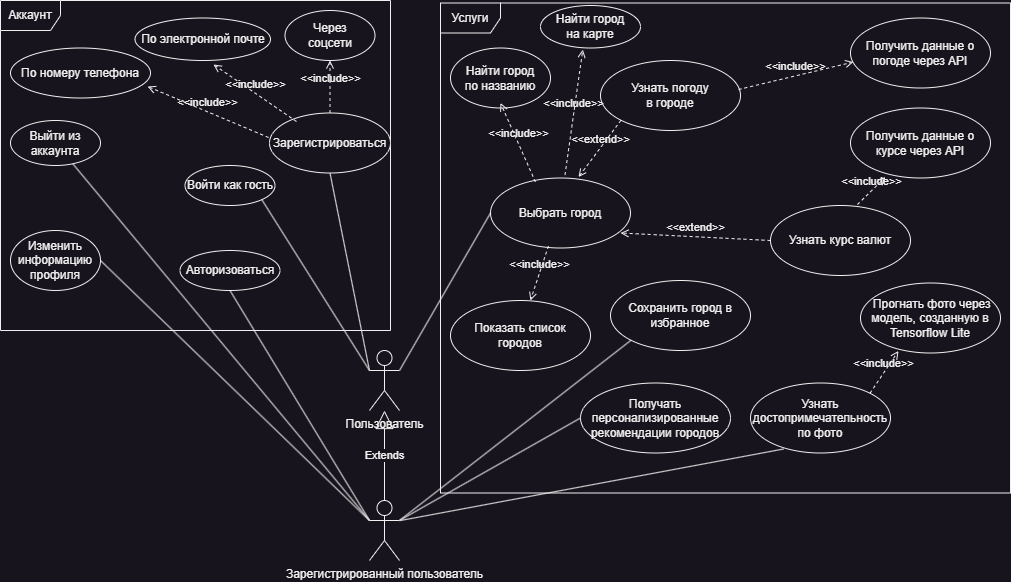 Аккаунт
По электронной почте
Через
соцсети
По номеру телефона
<<include>>
<<include>>
<<include>>
Зарегистрироваться
Выйти из
аккаунта
Войти как гость
Изменить
информацию
профиля
Авторизоваться
Услуги
Найти город
на карте
Найти город
по названию
Узнать погоду
в городе
<<include>>
Получить данные о
погоде через API
<<include>>
<<include>>
<<extend>>
Получить данные о
курсе через API
<<include>>
Выбрать город
<<extend>>
Узнать курс валют
<<include>>
Показать список
городов
Сохранить город в
избранное
Прогнать фото через
модель, созданную в
Tensorflow Lite
<<include>>
Получать
персонализированные
рекомендации городов
Узнать
достопримечательность
по фото
Пользователь
Extends
Зарегистрированный пользователь